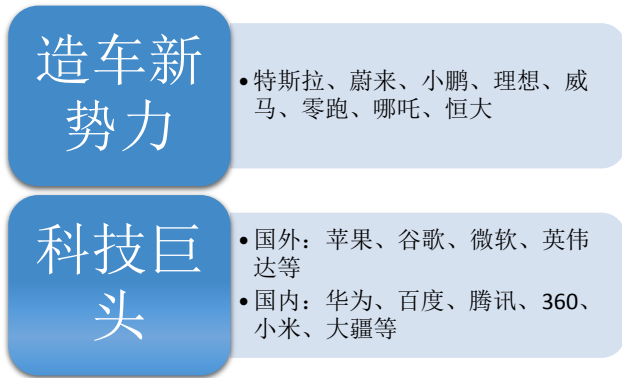 造车新
势力
• 特斯拉、蔚来、小鹏、理想、威
马、零跑、哪吒、恒大
科技巨
头
• 国外：苹果、谷歌、微软、英伟
达等
• 国内：华为、百度、腾讯、360、
小米、大疆等